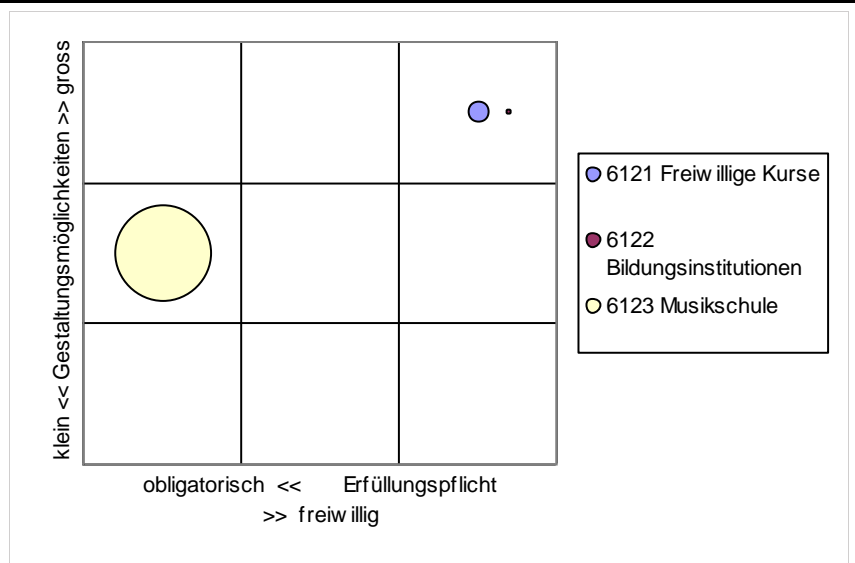 klein << Gestaltungsmöglichkeiten >> gross
obligatorisch << Erfüllungspflicht
>> freiwillig
6121 Freiwillige Kurse
6122
Bildungsinstitutionen
6123 Musikschule